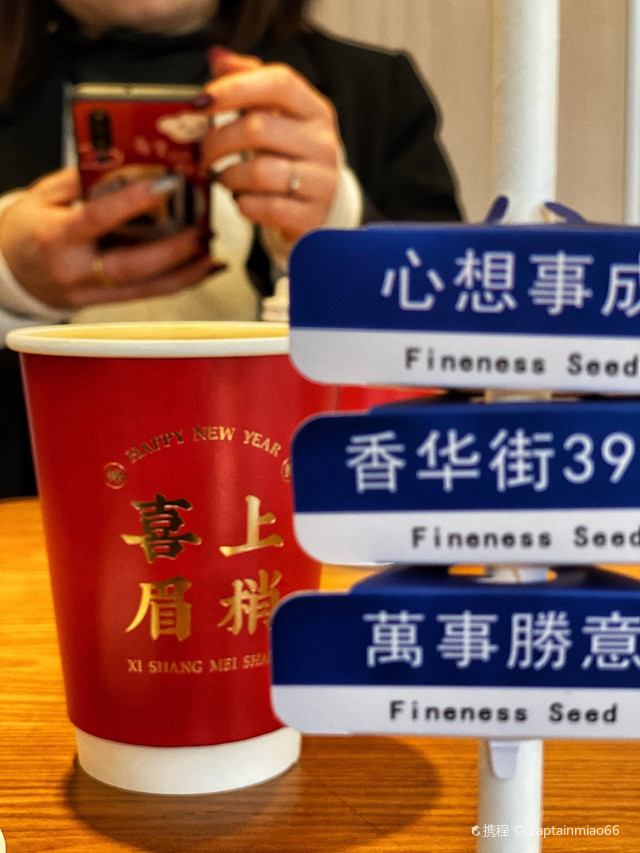 心想事成
Fineness Seed
香华街39
Fineness Seed
萬事勝意
Fineness Seed
HAPPY NEW YEAR
喜上
眉梢
XI SHANG MEI SHA
携程 © captainmiao66